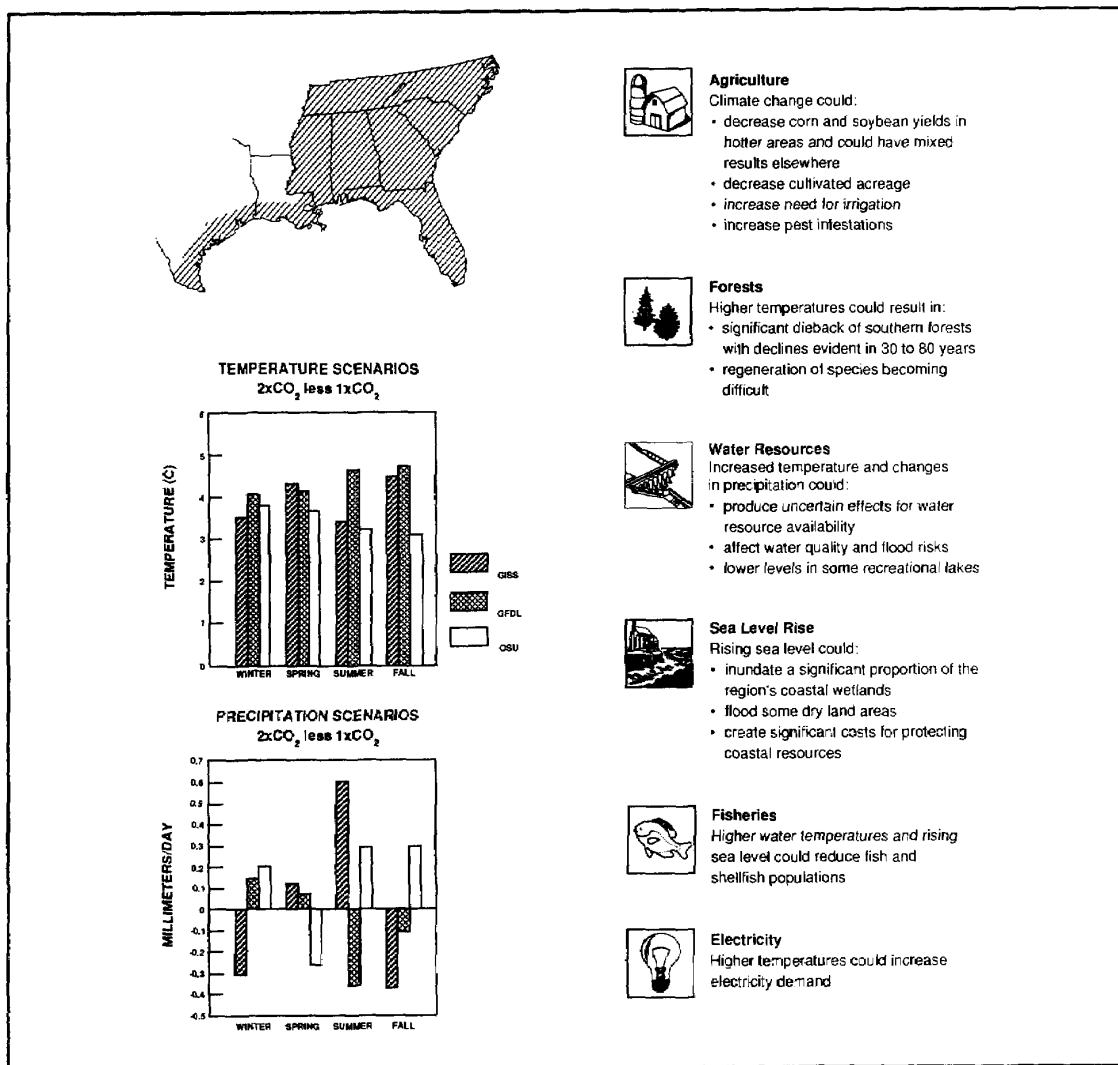 TEMPERATURE SCENARIOS
2xCO₂ less 1xCO₂
TEMPERATURE (C)
6
5
4
3
2
1
0
WINTER SPRING SUMMER FALL
GISS
GFDL
OSU
PRECIPITATION SCENARIOS
2xCO₂ less 1xCO₂
MILLIMETERS/DAY
0.7
0.6
0.5
0.4
0.3
0.2
0.1
0
-0.1
-0.2
-0.3
-0.4
-0.5
WINTER SPRING SUMMER FALL
Agriculture
Climate change could:
• decrease corn and soybean yields in
hotter areas and could have mixed
results elsewhere
• decrease cultivated acreage
• increase need for irrigation
• increase pest infestations
Forests
Higher temperatures could result in:
• significant dieback of southern forests
with declines evident in 30 to 80 years
• regeneration of species becoming
difficult
Water Resources
Increased temperature and changes
in precipitation could:
• produce uncertain effects for water
resource availability
• affect water quality and flood risks
• lower levels in some recreational lakes
Sea Level Rise
Rising sea level could:
• inundate a significant proportion of the
region's coastal wetlands
• flood some dry land areas
• create significant costs for protecting
coastal resources
Fisheries
Higher water temperatures and rising
sea level could reduce fish and
shellfish populations
Electricity
Higher temperatures could increase
electricity demand